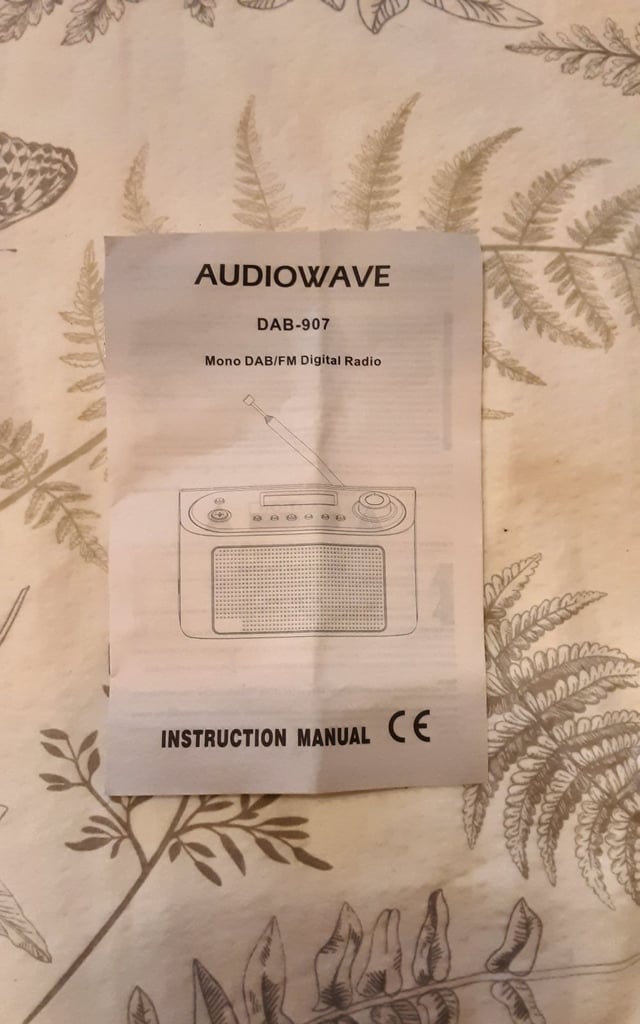 AUDIOWAVE
DAB-907
Mono DAB/FM Digital Radio
INSTRUCTION MANUAL CE